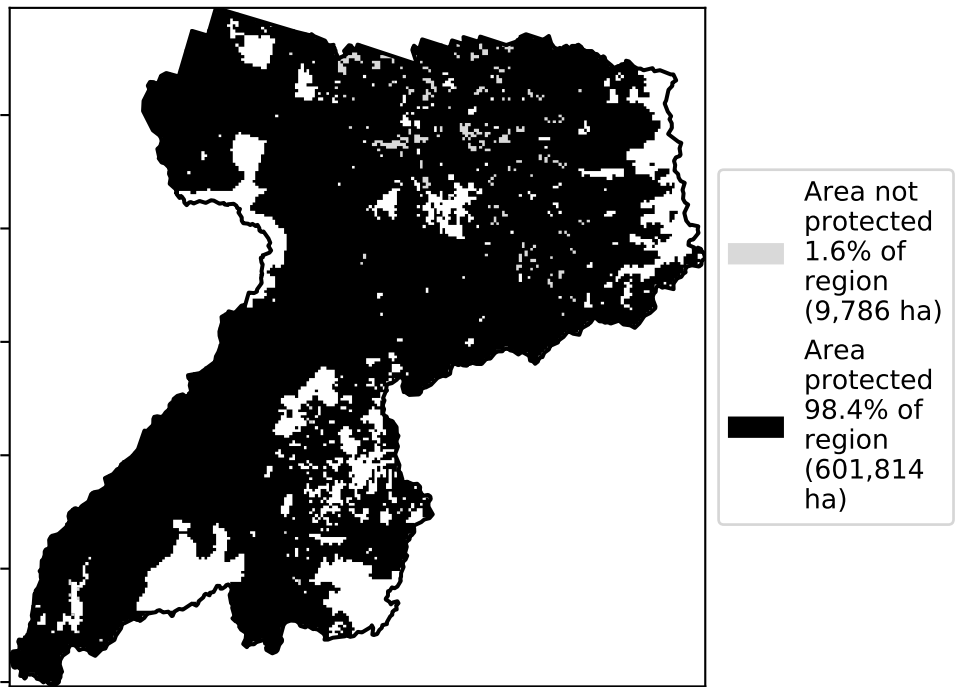 Area not
protected
1.6% of
region
(9,786 ha)
Area
protected
98.4% of
region
(601,814
ha)